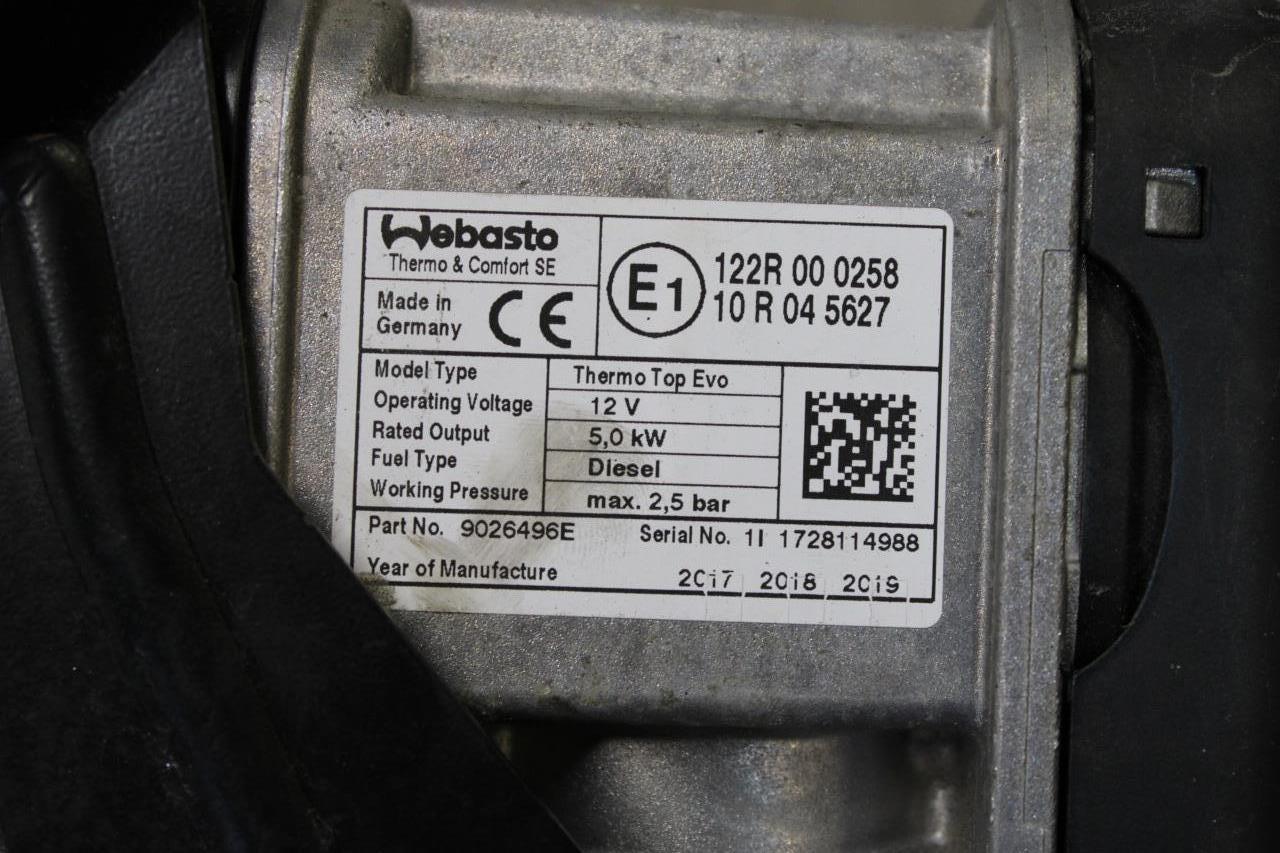 Webasto
Thermo & Comfort SE
Made in
Germany
CE
E1
122R 00 0258
10 R 04 5627
Model Type Thermo Top Evo
Operating Voltage 12 V
Rated Output 5,0 kW
Fuel Type Diesel
Working Pressure max. 2,5 bar
Part No. 9026496E Serial No. 1I 1728114988
Year of Manufacture 2017 2018 2019